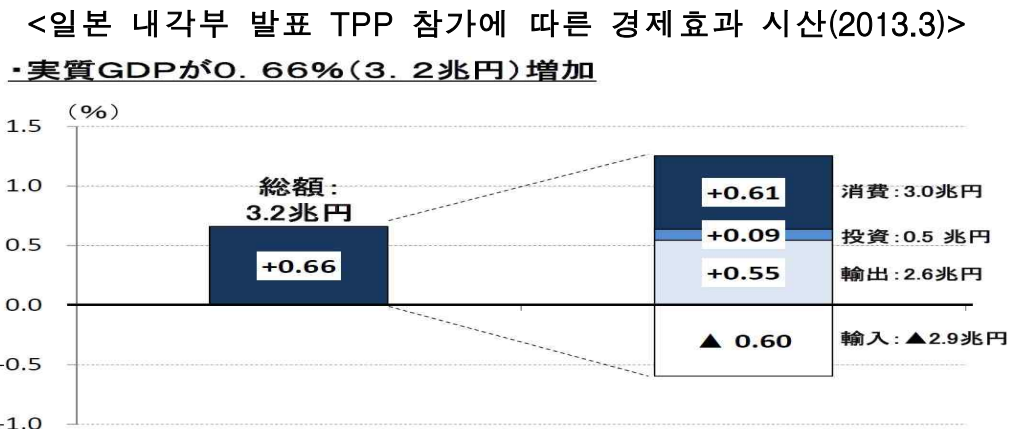 <일본 내각부 발표 TPP 참가에 따른 경제효과 시산(2013.3)>
・実質GDPが0．66%(3．2兆円)増加
(%)
1.5
1.0
0.5
0.0
-0.5
-1.0
総額:
3.2兆円
+0.66
+0.61
消費:3.0兆円
+0.09
投資:0.5 兆円
+0.55
輸出:2.6兆円
▲ 0.60
輸入:▲2.9兆円